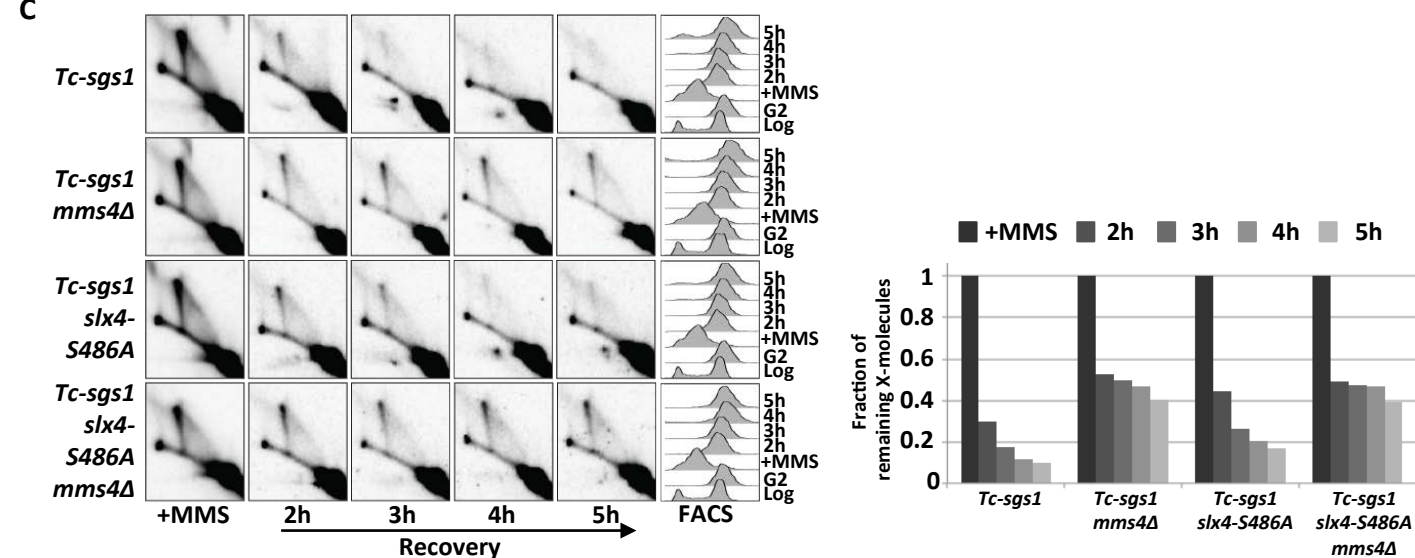 C
Tc-sgs1
5h
4h
3h
2h
+MMS
G2
Log
Tc-sgs1
mms4Δ
5h
4h
3h
2h
+MMS
G2
Log
Tc-sgs1
slx4-
S486A
5h
4h
3h
2h
+MMS
G2
Log
Tc-sgs1
slx4-
S486A
mms4Δ
5h
4h
3h
2h
+MMS
G2
Log
+MMS 2h 3h 4h 5h FACS
Recovery
+MMS 2h 3h 4h 5h
Fraction of
remaining X-molecules
1
0.8
0.6
0.4
0.2
0
Tc-sgs1
Tc-sgs1
mms4Δ
Tc-sgs1
slx4-S486A
Tc-sgs1
slx4-S486A
mms4Δ